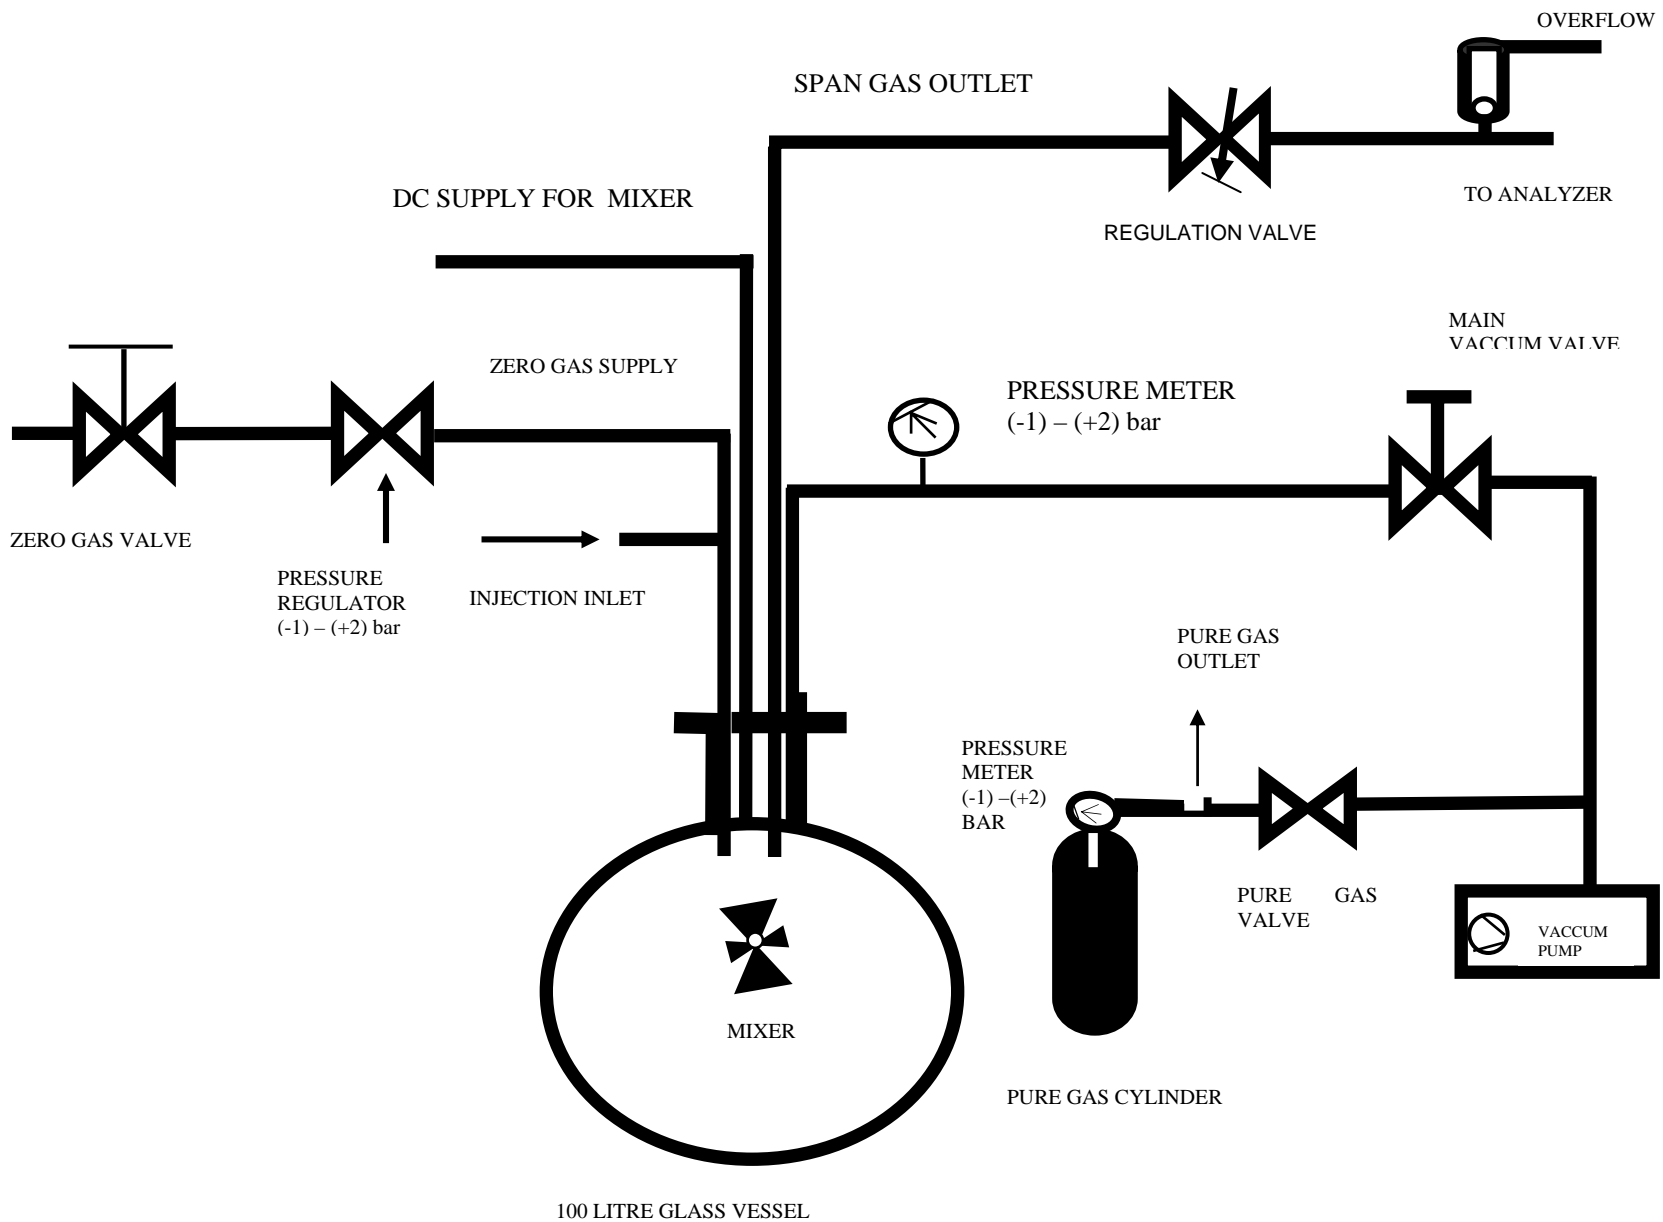 OVERFLOW
SPAN GAS OUTLET
DC SUPPLY FOR MIXER
TO ANALYZER
REGULATION VALVE
MAIN
VACCUM VALVE
ZERO GAS SUPPLY
PRESSURE METER
(-1) – (+2) bar
ZERO GAS VALVE
PRESSURE
REGULATOR
(-1) – (+2) bar
INJECTION INLET
PURE GAS
OUTLET
PRESSURE
METER
(-1) –(+2)
BAR
PURE GAS
VALVE
VACCUM
PUMP
MIXER
PURE GAS CYLINDER
100 LITRE GLASS VESSEL